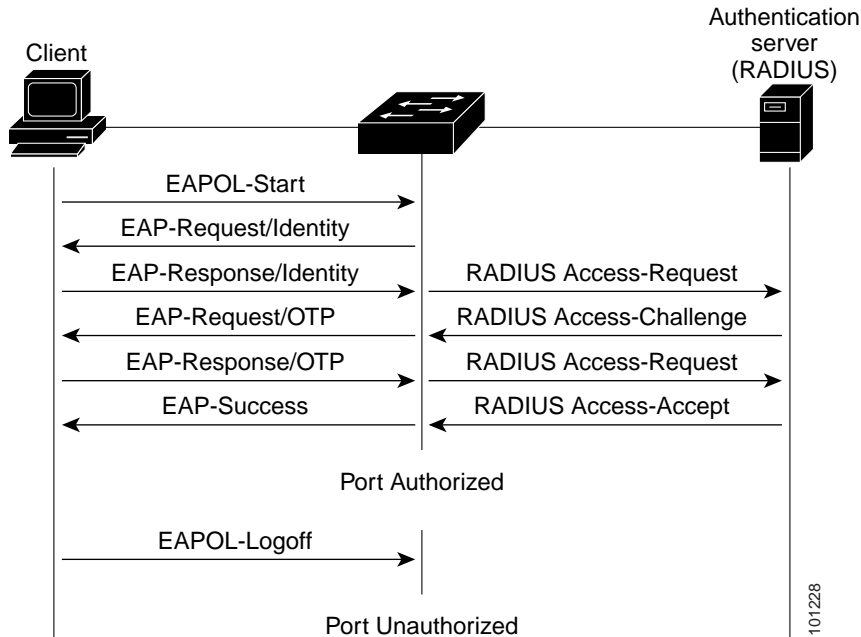 Client
Authentication
server
(RADIUS)
EAPOL-Start
EAP-Request/Identity
EAP-Response/Identity
RADIUS Access-Request
EAP-Request/OTP
RADIUS Access-Challenge
EAP-Response/OTP
RADIUS Access-Request
EAP-Success
RADIUS Access-Accept
Port Authorized
EAPOL-Logoff
Port Unauthorized
101228